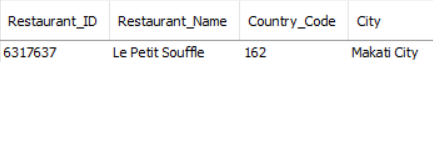 Restaurant_ID Restaurant_Name Country_Code City
6317637 Le Petit Souffle 162 Makati City